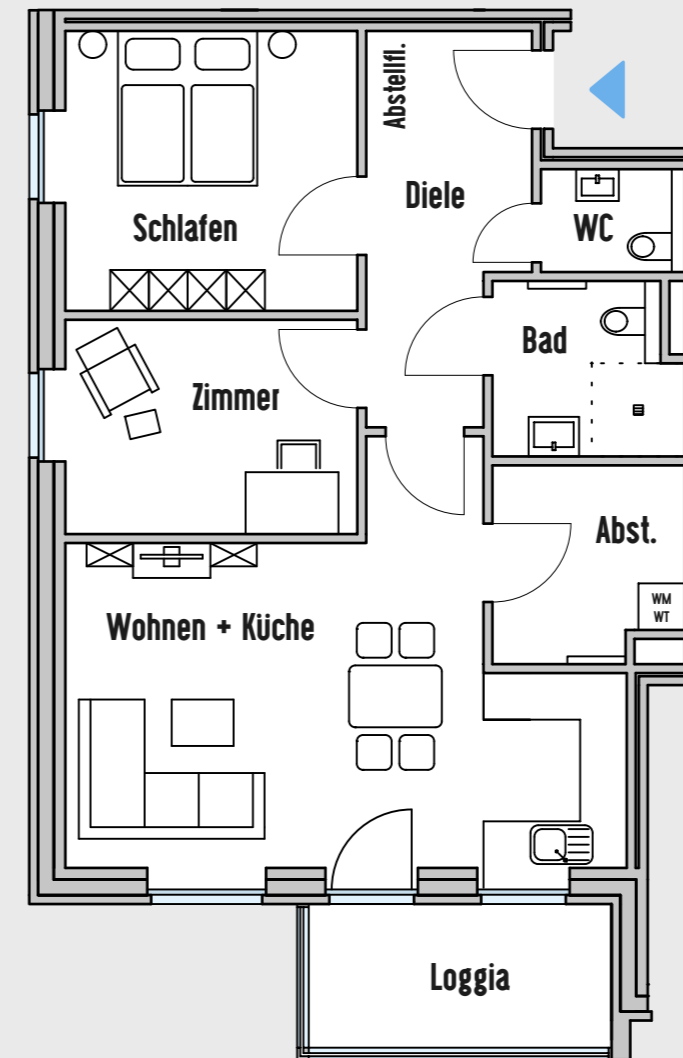 Abstellfl.
Diele
Schlafen
WC
Bad
Zimmer
Abst.
WM
WT
Wohnen + Küche
Loggia